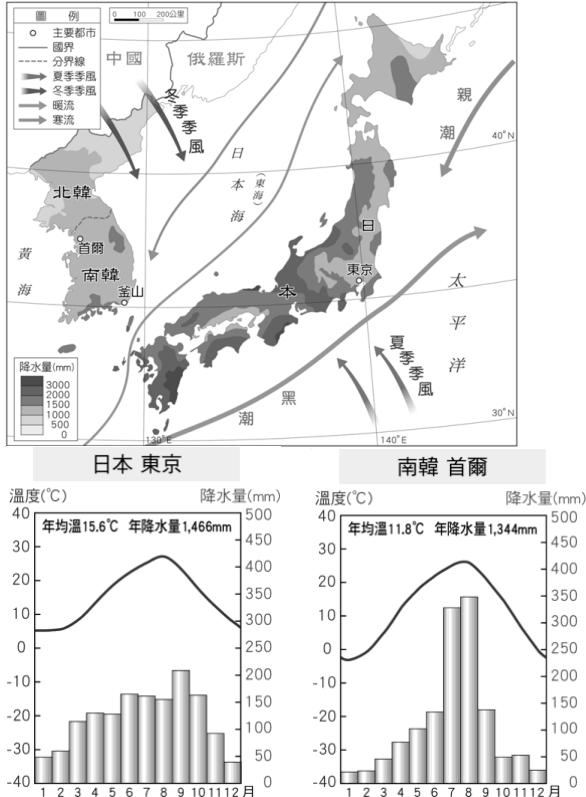 圖 例
主要都市
國界
分界線
夏季季風
冬季季風
暖流
寒流
0 100 200公里
中國
俄羅斯
冬季季風
日本海
(東海)
親潮
40°N
北韓
首爾
南韓
釜山
黃海
日本
東京
太平洋
夏季季風
黑潮
30°N
130°E
140°E
降水量(mm)
3000
2000
1500
1000
500
0
日本 東京
溫度(℃) 降水量(mm)
年均溫15.6℃ 年降水量1,466mm
40 500
30 450
20 400
10 350
0 300
-10 250
-20 200
-30 150
-40 100
50
0
1 2 3 4 5 6 7 8 9 10 11 12 月
南韓 首爾
溫度(℃) 降水量(mm)
年均溫11.8℃ 年降水量1,344mm
40 500
30 450
20 400
10 350
0 300
-10 250
-20 200
-30 150
-40 100
50
0
1 2 3 4 5 6 7 8 9 10 11 12 月